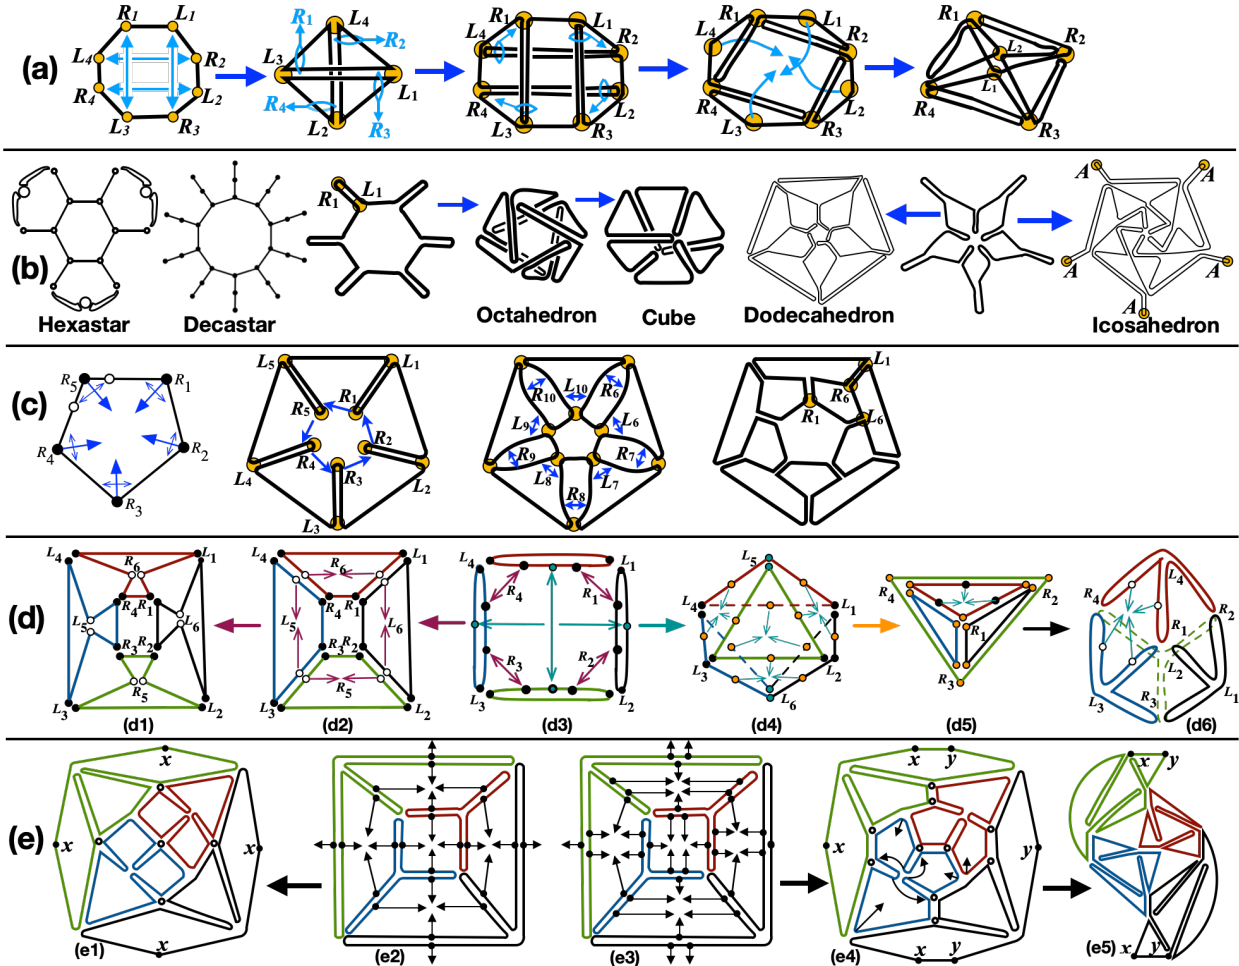 (a)
R1 L1
L4 R2
R4 L2
L3 R3
R1 L4 R2
L3 L1
R4 L2 R3
R1 L1
L4 R2
R4 L2
L3 R3
R1 L1
L4 R2
R4 L2
L3 R3
R1 L2 R2
L1
R4 R3
(b)
R1 L1
A A
A A
A
Hexastar Decastar Octahedron Cube Dodecahedron Icosahedron
(c)
R5 R1
R4 R2
R3
L5 L1
R5 R1
R4 R2
L4 R3 L2
L3
R10 L10 R6
L9 L6
R9 R7
L8 R8 L7
L1
R6
R1 L6
(d)
L4 R6 L1
R4 R1
L5 L6
R3 R2
R5
L3 L2
(d1)
L4 R6 L1
R4 R1
L5 L6
R3 R2
R5
L3 L2
(d2)
L4 L1
R4 R1
R3 R2
L3 L2
(d3)
L5
L4 L1
L3 L2
L6
(d4)
R4 R2
R1
R3
(d5)
L4
R4 R2
R1
L2
L3 R3 L1
(d6)
(e)
x
x x
x
(e1)
(e2)
(e3)
x y
x y
x y
(e4)
x y
x y
(e5)